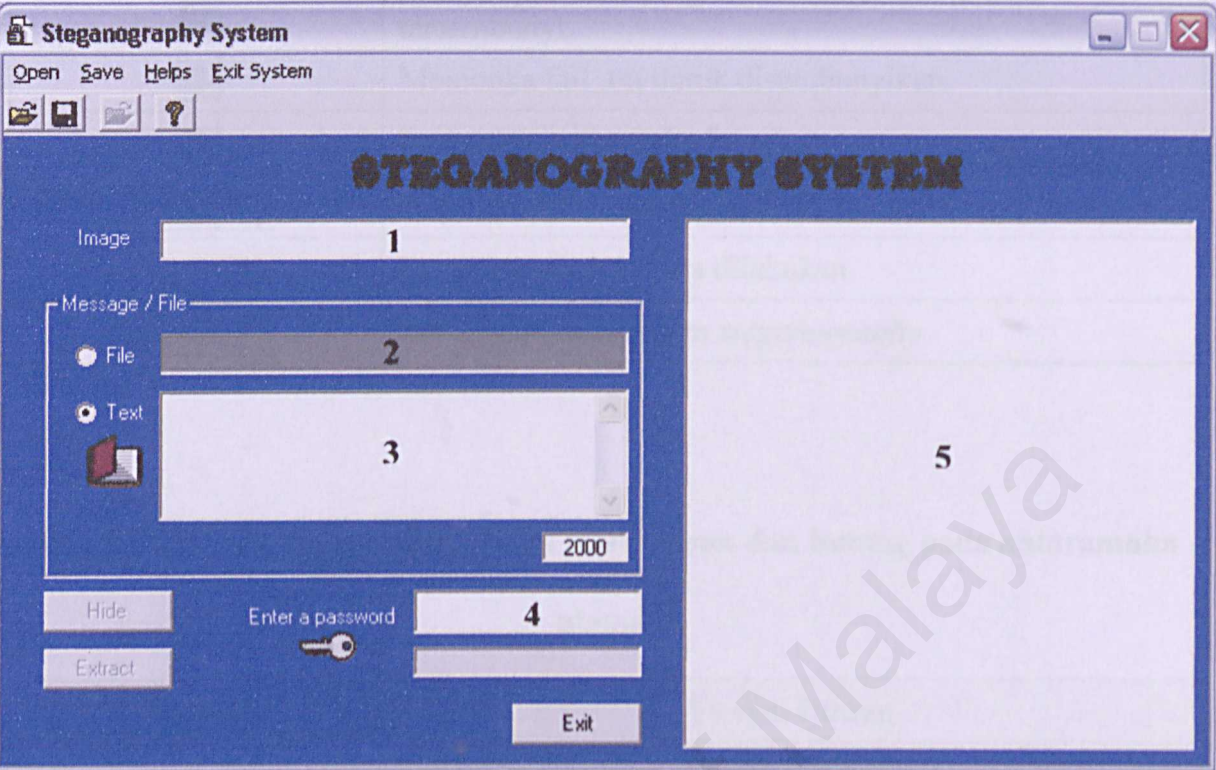 Steganography System
Open Save Helps Exit System
STEGANOGRAPHY SYSTEM
Image 1
Message / File
File 2
Text
3
5
2000
Hide
Enter a password 4
Extract
Exit
Malaya